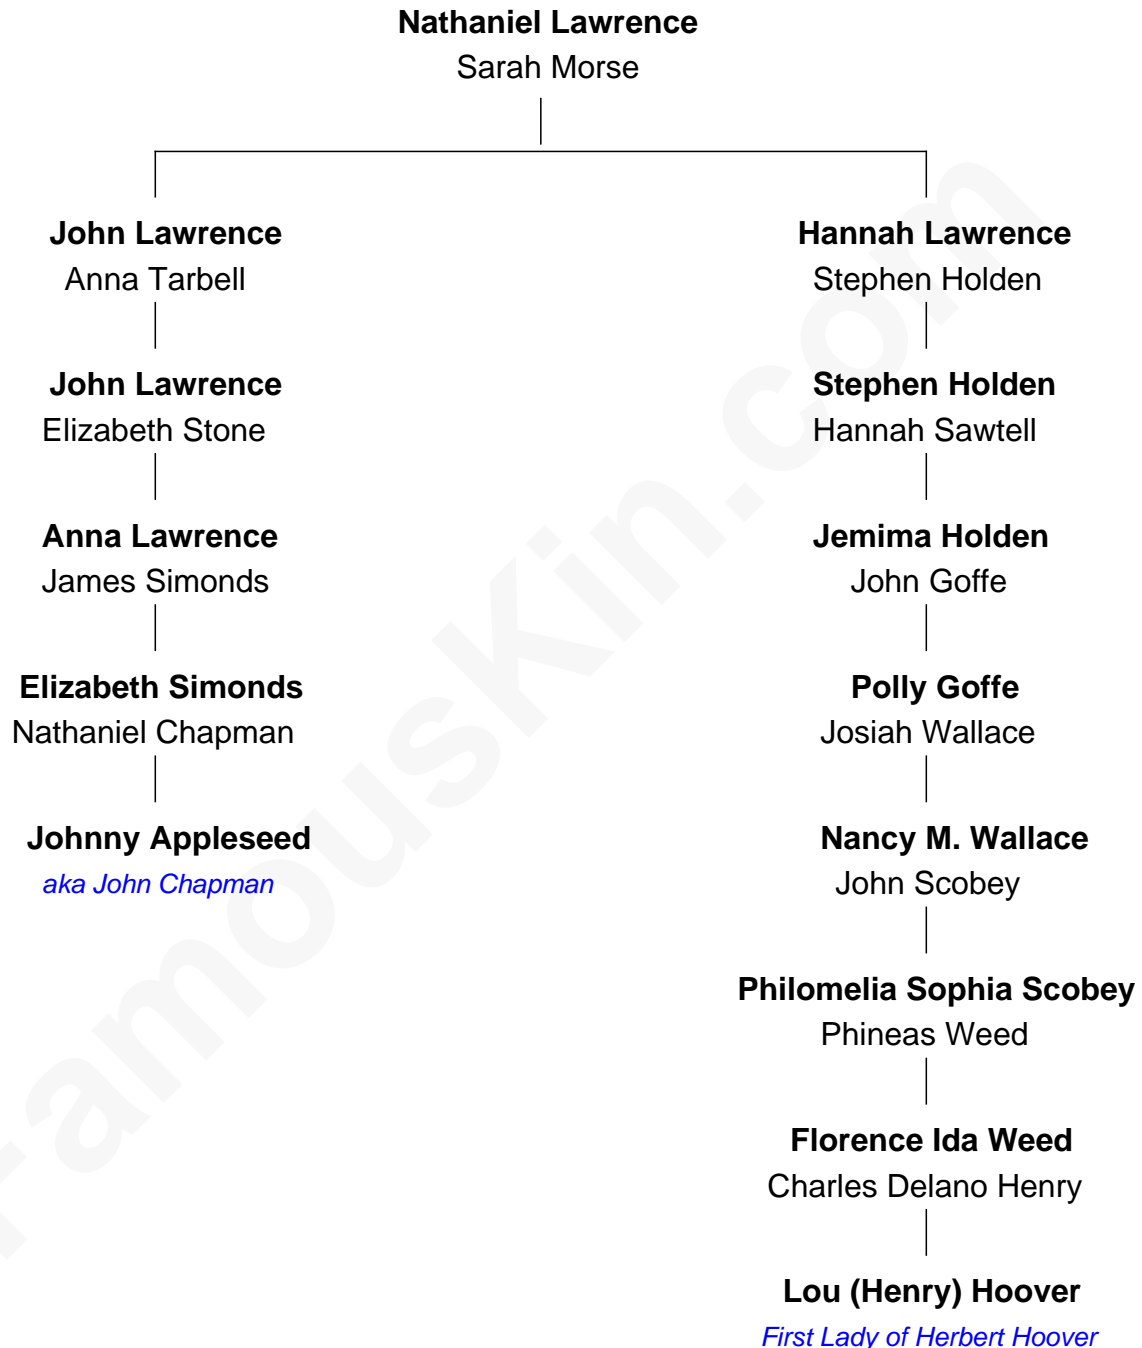 Nathaniel Lawrence
Sarah Morse
John Lawrence
Anna Tarbell
John Lawrence
Elizabeth Stone
Anna Lawrence
James Simonds
Elizabeth Simonds
Nathaniel Chapman
Johnny Appleseed
aka John Chapman
Hannah Lawrence
Stephen Holden
Stephen Holden
Hannah Sawtell
Jemima Holden
John Goffe
Polly Goffe
Josiah Wallace
Nancy M. Wallace
John Scobey
Philomelia Sophia Scobey
Phineas Weed
Florence Ida Weed
Charles Delano Henry
Lou (Henry) Hoover
First Lady of Herbert Hoover
FamousKin.com